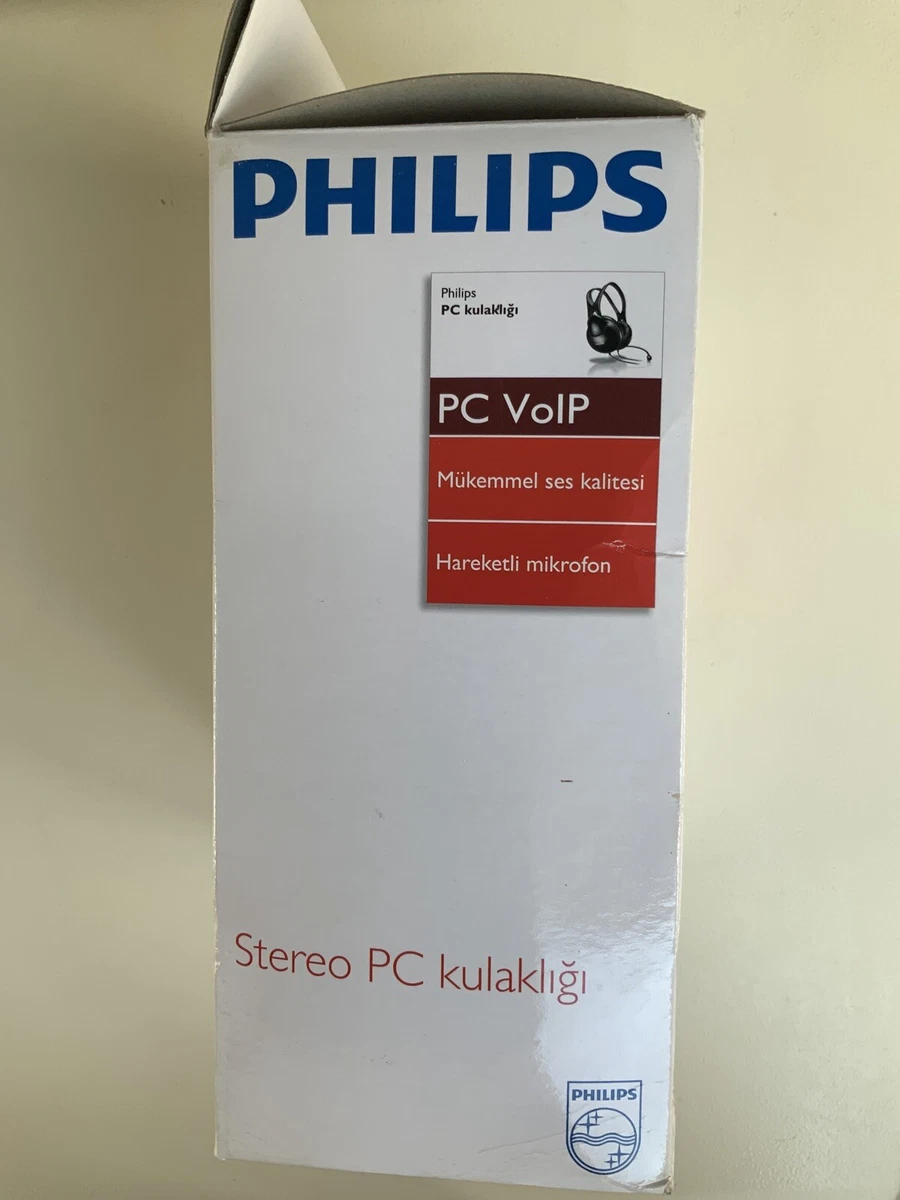 PHILIPS
Philips
PC kulaklığı
PC VoIP
Mükemmel ses kalitesi
Hareketli mikrofon
Stereo PC kulaklığı
PHILIPS